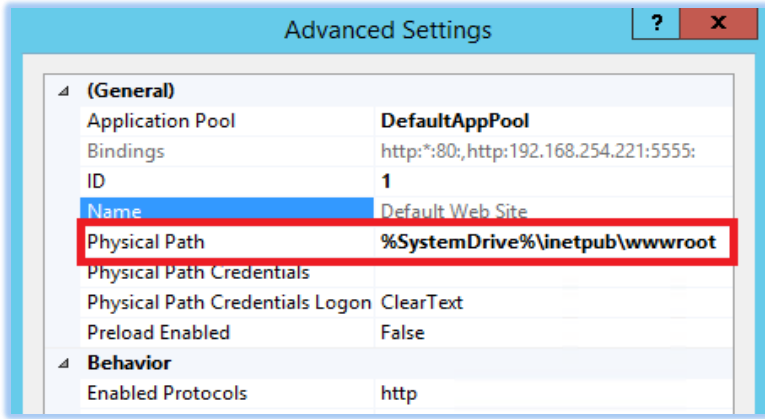 Advanced Settings
? x
(General)
Application Pool DefaultAppPool
Bindings http:*:80:,http:192.168.254.221:5555:
ID 1
Name Default Web Site
Physical Path %SystemDrive%\inetpub\wwwroot
Physical Path Credentials
Physical Path Credentials Logon ClearText
Preload Enabled False
Behavior
Enabled Protocols http